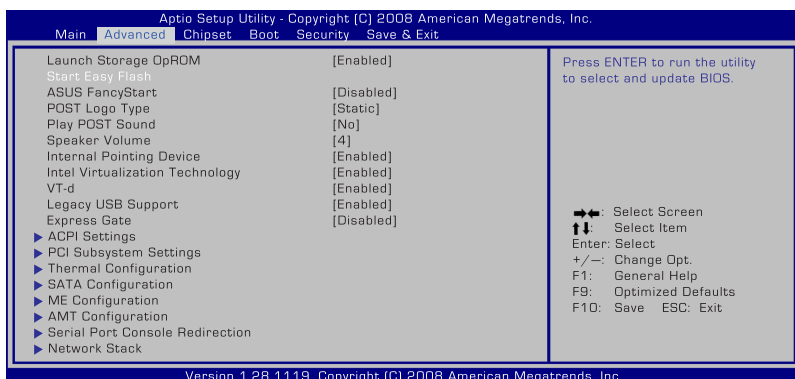 Aptio Setup Utility - Copyright [C] 2008 American Megatrends, Inc.
Main Advanced Chipset Boot Security Save & Exit
Launch Storage OpROM [Enabled]
Start Easy Flash
ASUS FancyStart [Disabled]
POST Logo Type [Static]
Play POST Sound [No]
Speaker Volume [4]
Internal Pointing Device [Enabled]
Intel Virtualization Technology [Enabled]
VT-d [Enabled]
Legacy USB Support [Enabled]
Express Gate [Disabled]
ACPI Settings
PCI Subsystem Settings
Thermal Configuration
SATA Configuration
ME Configuration
AMT Configuration
Serial Port Console Redirection
Network Stack
Press ENTER to run the utility
to select and update BIOS.
→←: Select Screen
↑↓: Select Item
Enter: Select
+/—: Change Opt.
F1: General Help
F9: Optimized Defaults
F10: Save ESC: Exit
Version 1.28.1119. Copyright [C] 2008 American Megatrends, Inc.